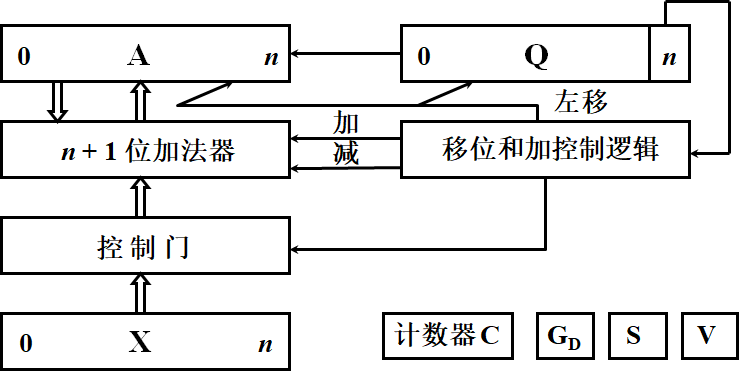 0 A n
0 Q n
左移
加
n + 1 位加法器
减
移位和加控制逻辑
控制门
0 X n
计数器 C
G_D
S
V